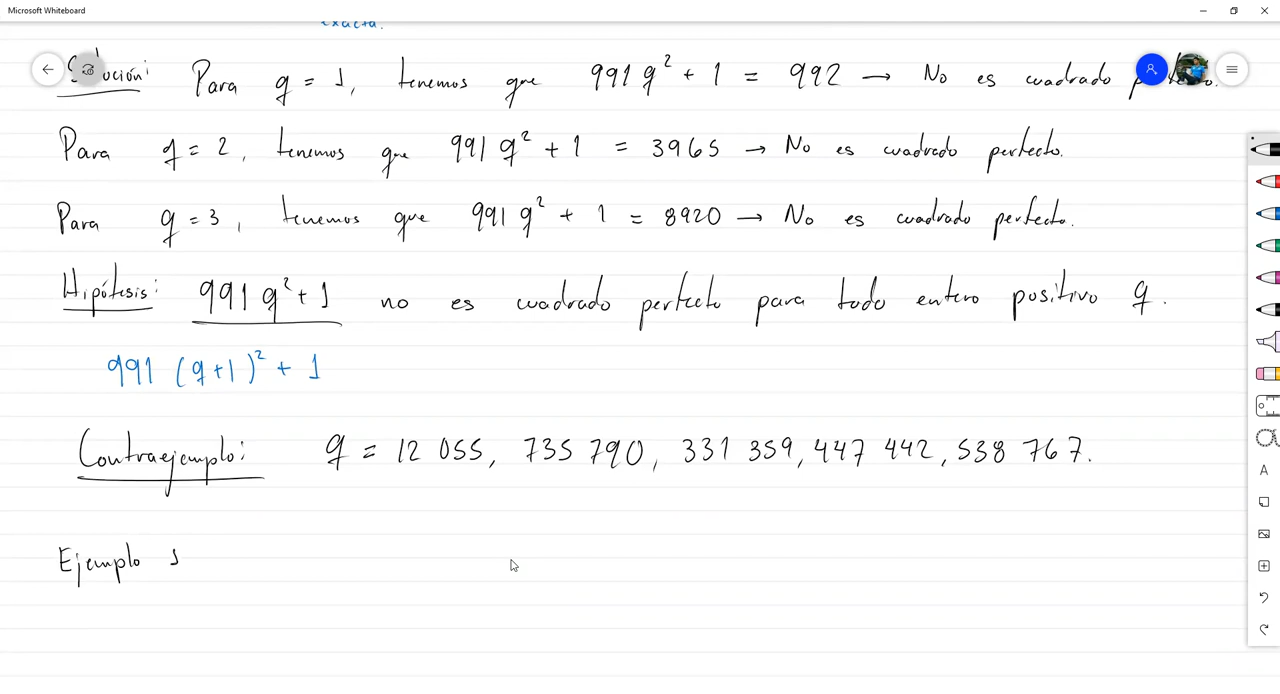 Microsoft Whiteboard
exacta.
Solución: Para q = 1, tenemos que 991 q² + 1 = 992 → No es cuadrado
Para q = 2, tenemos que 991 q² + 1 = 3965 → No es cuadrado perfecto.
Para q = 3, tenemos que 991 q² + 1 = 8920 → No es cuadrado perfecto.
Hipótesis: 991 q² + 1 no es cuadrado perfecto para todo entero positivo q.
991 (q+1)² + 1
Contraejemplo: q = 12 055, 735 790, 331 359, 447 442, 538 767.
Ejemplo 1
A